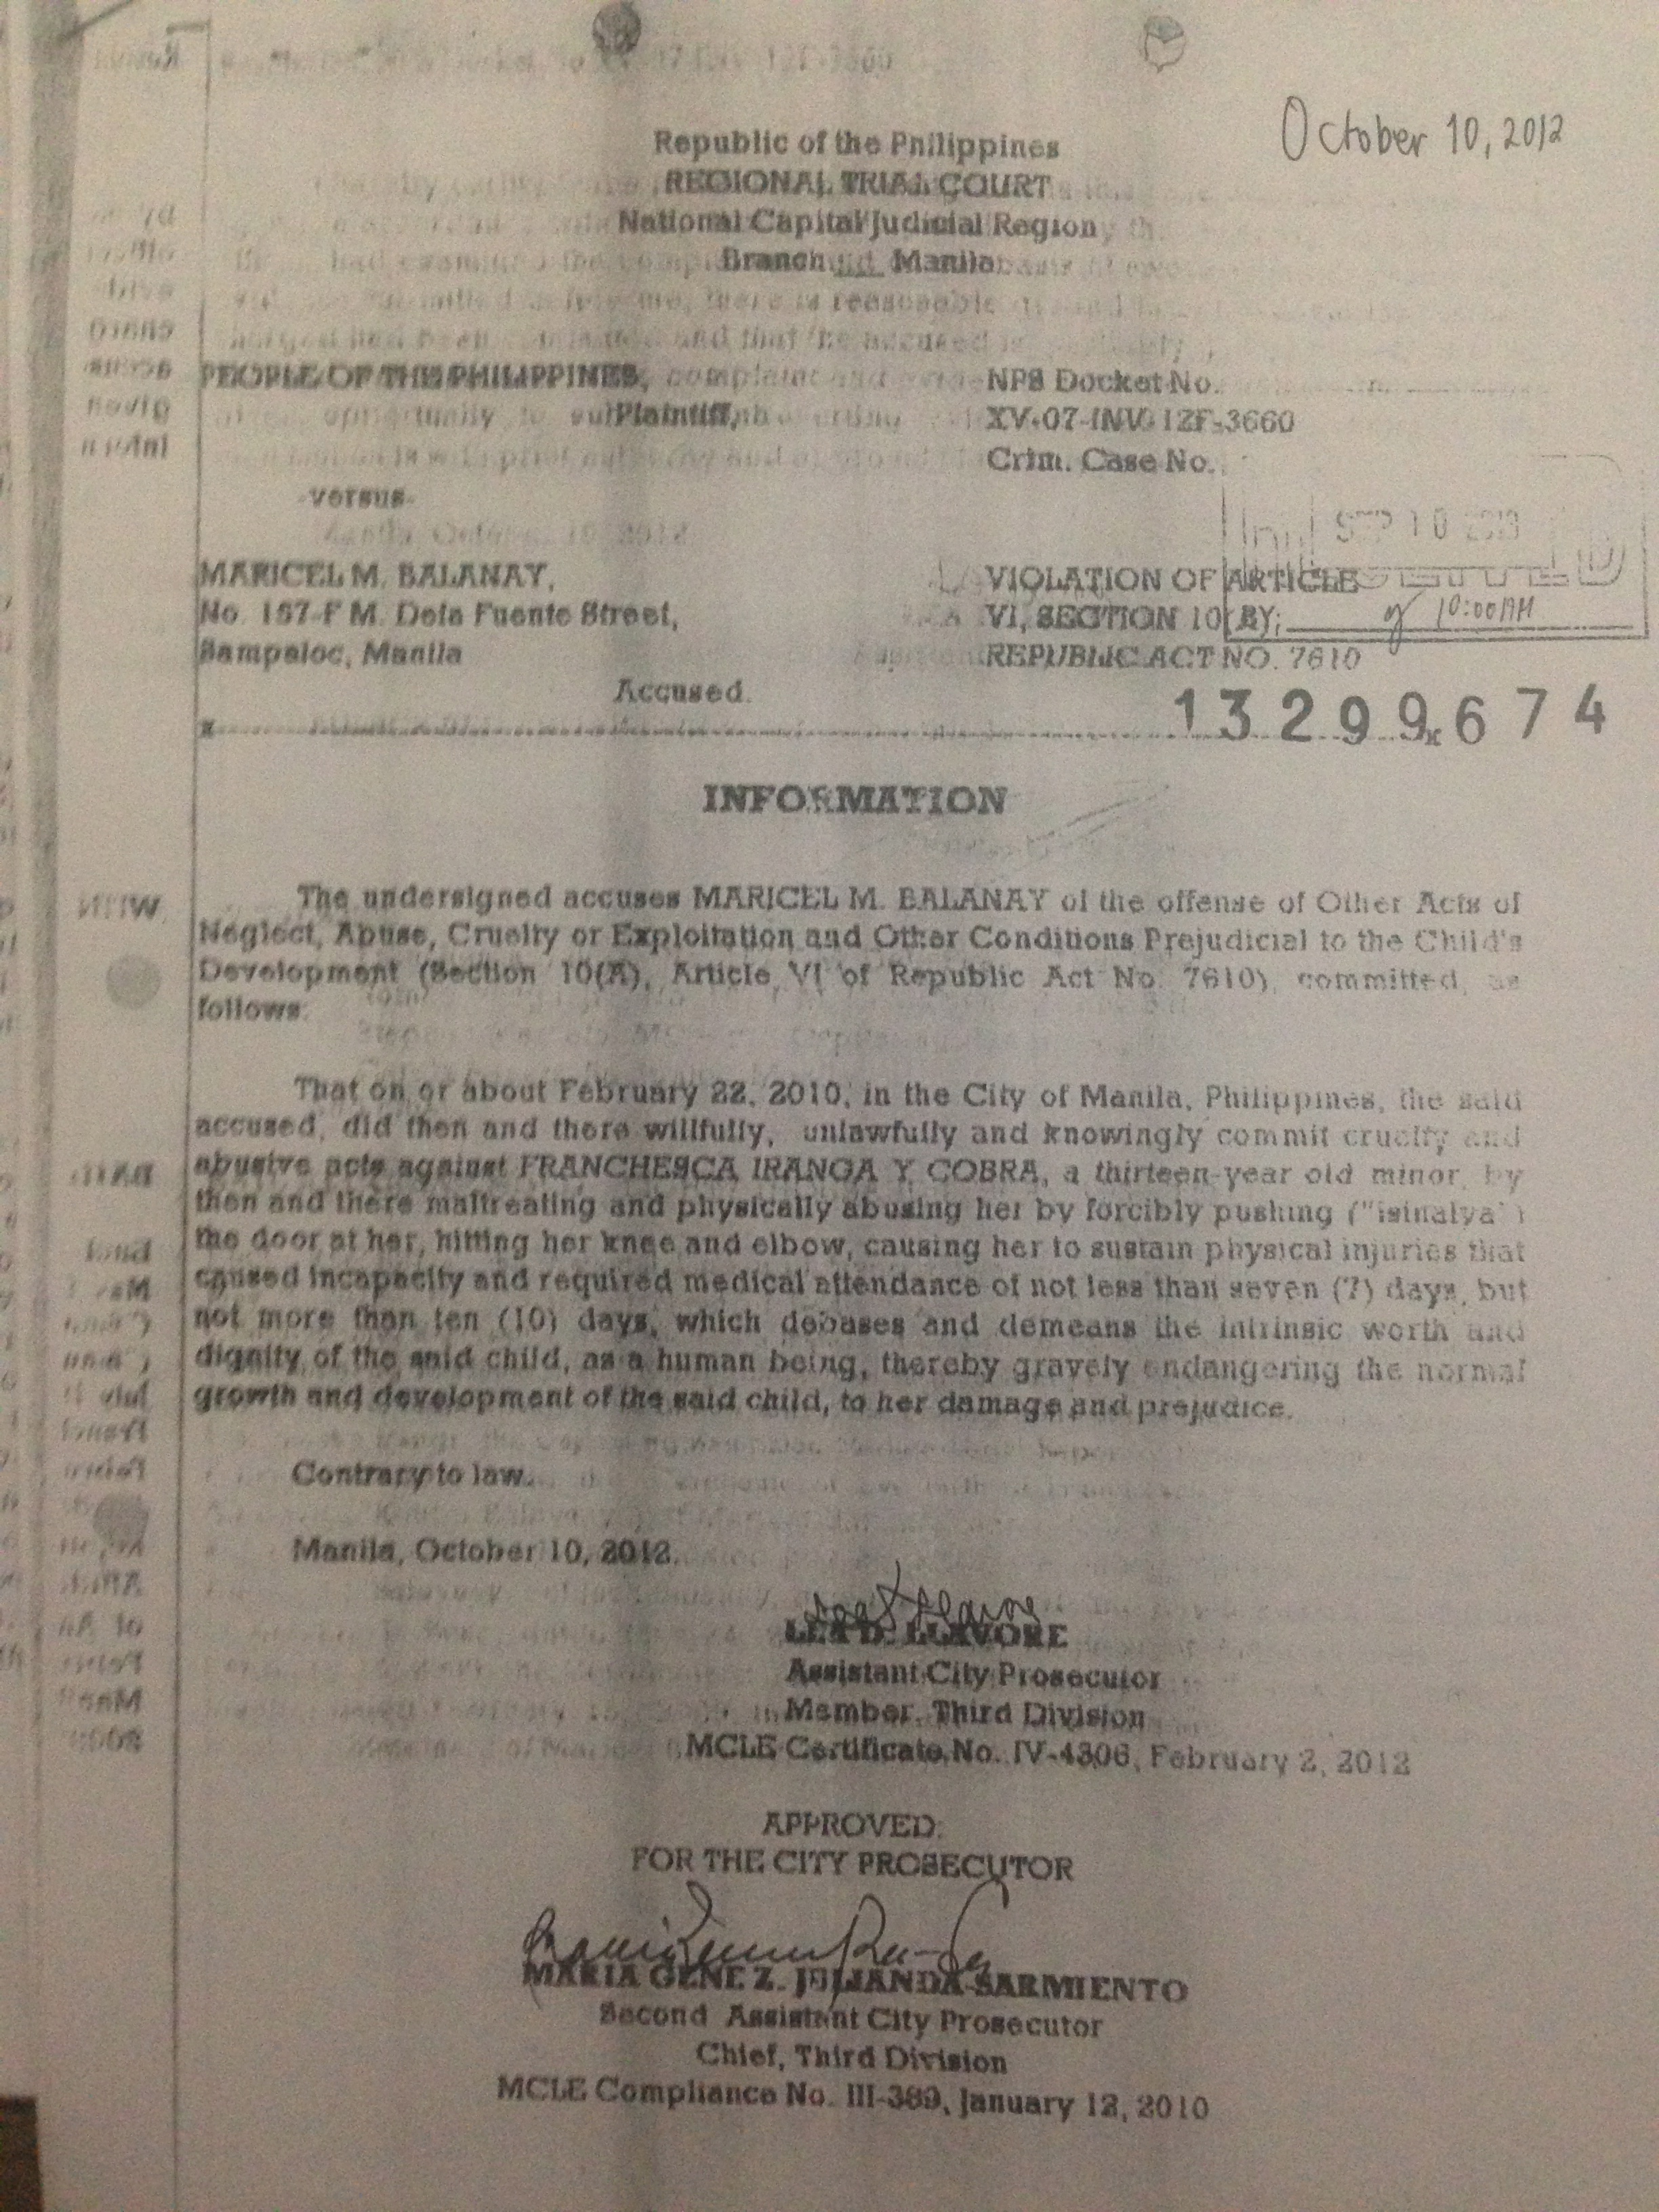 October 10, 2012
Republic of the Philippines
REGIONAL TRIAL COURT
National Capital Judicial Region
Branch Manila
PEOPLE OF THE PHILIPPINES,
Plaintiff,
NPS Docket No.
XV-07-INV-12F-3660
Crim. Case No.
-versus-
SEP 10 2013
MARICEL M. BALANAY,
No. 157-F M. Dela Fuente Street,
Sampaloc, Manila
Accused.
VIOLATION OF ARTICLE
VI, SECTION 10(A);
10:00AM
REPUBLIC ACT NO. 7610
x
13299674
x
INFORMATION
The undersigned accuses MARICEL M. BALANAY of the offense of Other Acts of
Neglect, Abuse, Cruelty or Exploitation and Other Conditions Prejudicial to the Child's
Development (Section 10(A), Article VI of Republic Act No. 7610), committed, as
follows:
That on or about February 22, 2010, in the City of Manila, Philippines, the said
accused, did then and there willfully, unlawfully and knowingly commit cruelty and
abusive acts against FRANCHESCA IRANGA Y COBRA, a thirteen-year old minor, by
then and there maltreating and physically abusing her by forcibly pushing ("isinalya")
the door at her, hitting her knee and elbow, causing her to sustain physical injuries that
caused incapacity and required medical attendance of not less than seven (7) days, but
not more than ten (10) days, which debases and demeans the intrinsic worth and
dignity of the said child, as a human being, thereby gravely endangering the normal
growth and development of the said child, to her damage and prejudice.
Contrary to law.
Manila, October 10, 2012.
LEA D. LLAVORE
Assistant City Prosecutor
Member, Third Division
MCLE Certificate No. IV-4306, February 2, 2012
APPROVED:
FOR THE CITY PROSECUTOR
MARIA GENE Z. JULIANDA-SARMIENTO
Second Assistant City Prosecutor
Chief, Third Division
MCLE Compliance No. III-389, January 12, 2010